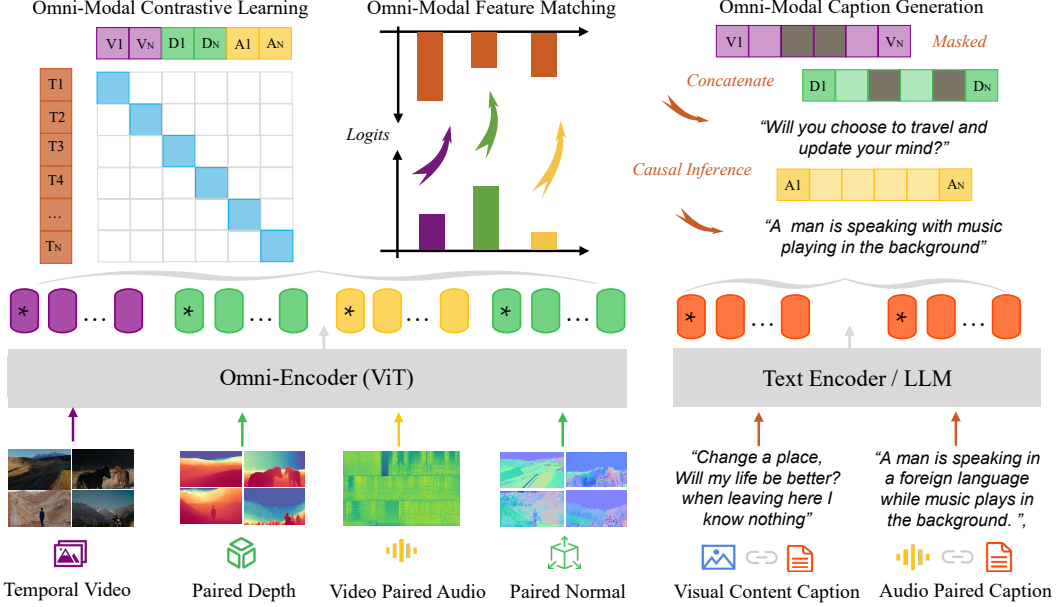 Omni-Modal Contrastive Learning
Omni-Modal Feature Matching
Omni-Modal Caption Generation
V1 VN D1 DN A1 AN
T1
T2
T3
T4
...
TN
Logits
V1 VN Masked
Concatenate D1 DN
“Will you choose to travel and
update your mind?”
Causal Inference
A1 AN
“A man is speaking with music
playing in the background”
* ... * ... * ... * ...
* ... * ...
Omni-Encoder (ViT)
Text Encoder / LLM
“Change a place,
Will my life be better?
when leaving here I
know nothing”
“A man is speaking in
a foreign language
while music plays in
the background. ”,
Temporal Video
Paired Depth
Video Paired Audio
Paired Normal
Visual Content Caption
Audio Paired Caption